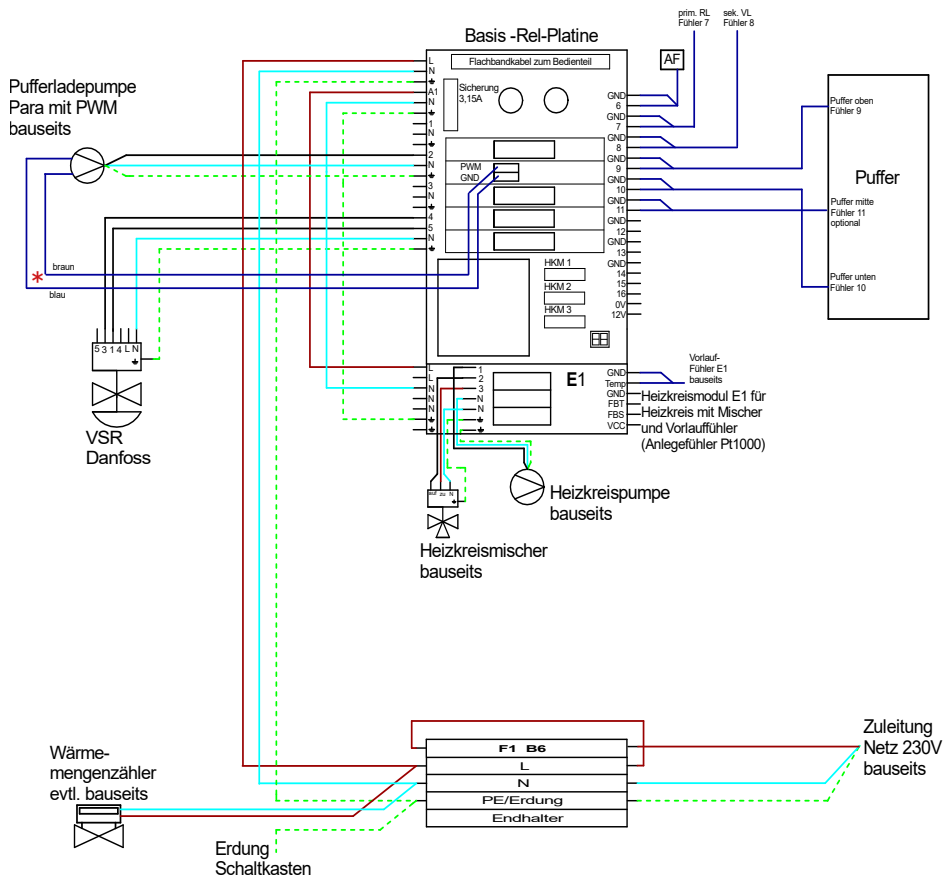 prim. RL
Fühler 7
sek. VL
Fühler 8
Basis -Rel-Platine
AF
Flachbandkabel zum Bedienteil
Sicherung
3,15A
Pufferladepumpe
Para mit PWM
bauseits
L
N
A1
N
1
N
2
N
3
N
4
5
N
PWM
GND
HKM 1
HKM 2
HKM 3
GND
6
GND
7
GND
8
GND
9
GND
10
GND
11
GND
12
GND
13
GND
14
15
16
0V
12V
Puffer oben
Fühler 9
Puffer
Puffer mitte
Fühler 11
optional
Puffer unten
Fühler 10
*
braun
blau
5 3 1 4 L N
VSR
Danfoss
L
L
N
N
N
1
2
3
N
N
E1
GND
Temp
GND
FBT
FBS
VCC
Vorlauf-
Fühler E1
bauseits
Heizkreismodul E1 für
Heizkreis mit Mischer
und Vorlauffühler
(Anlegefühler Pt1000)
auf zu N
Heizkreispumpe
bauseits
Heizkreismischer
bauseits
F1 B6
L
N
PE/Erdung
Endhalter
Zuleitung
Netz 230V
bauseits
Wärme-
mengenzähler
evtl. bauseits
Erdung
Schaltkasten